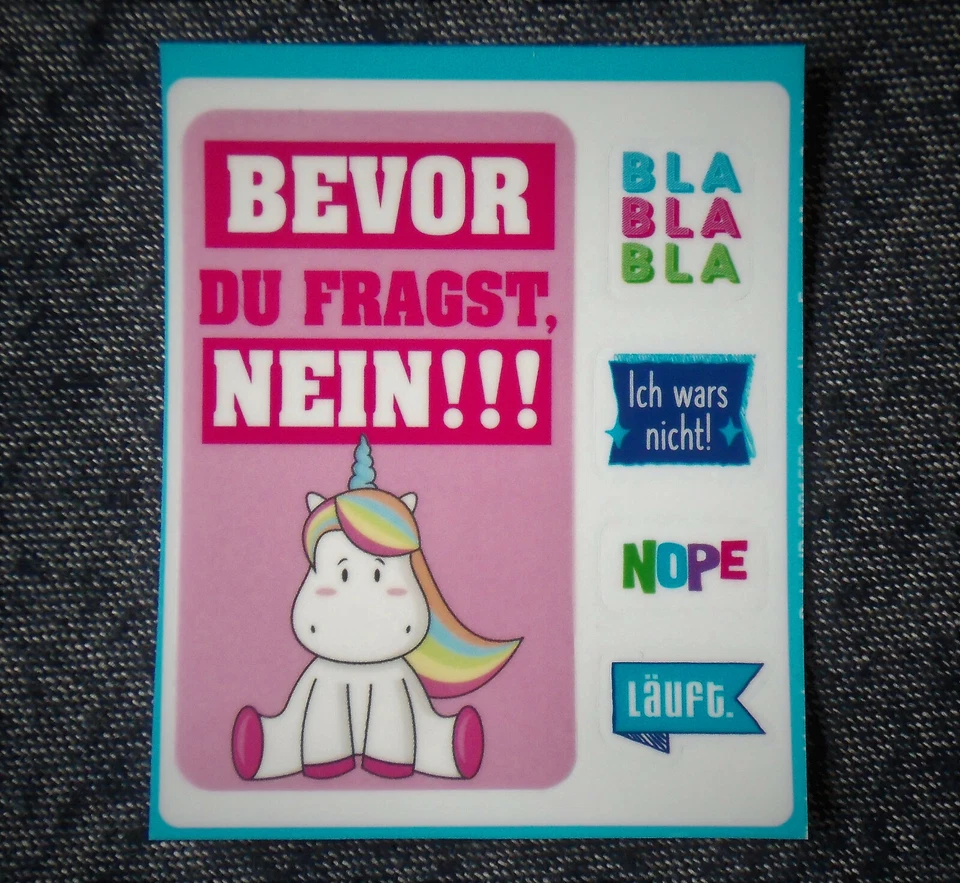 BEVOR
DU FRAGST,
NEIN!!!
BLA
BLA
BLA
Ich wars
nicht!
NOPE
Läuft.